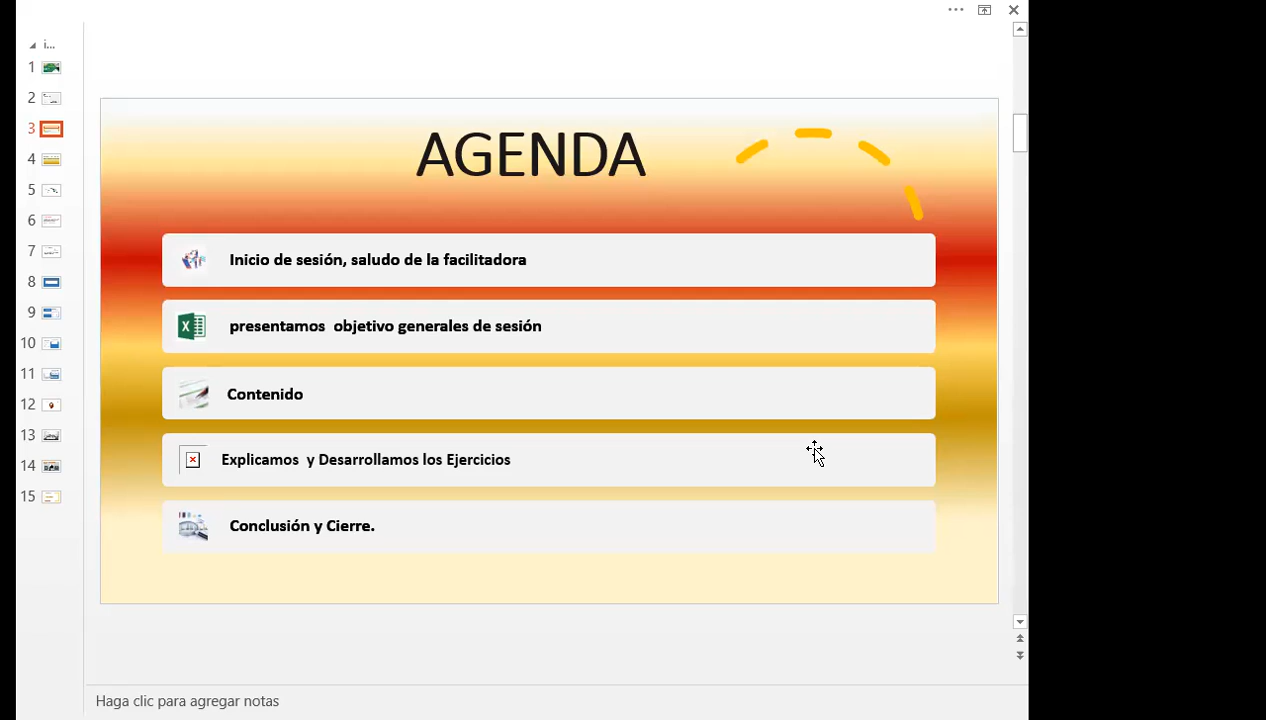 i...
1
2
3
4
5
6
7
8
9
10
11
12
13
14
15
AGENDA
Inicio de sesión, saludo de la facilitadora
presentamos  objetivo generales de sesión
Contenido
Explicamos  y Desarrollamos los Ejercicios
Conclusión y Cierre.
Haga clic para agregar notas